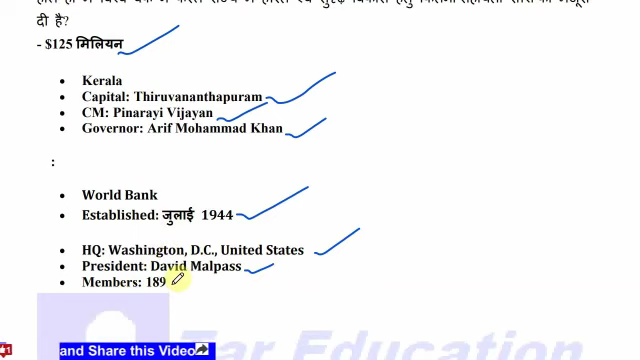 दी है?
- $125 मिलियन
• Kerala
• Capital: Thiruvananthapuram
• CM: Pinarayi Vijayan
• Governor: Arif Mohammad Khan
:
• World Bank
• Established: जुलाई 1944
• HQ: Washington, D.C., United States
• President: David Malpass
• Members: 189
Ear Education
and Share this Video